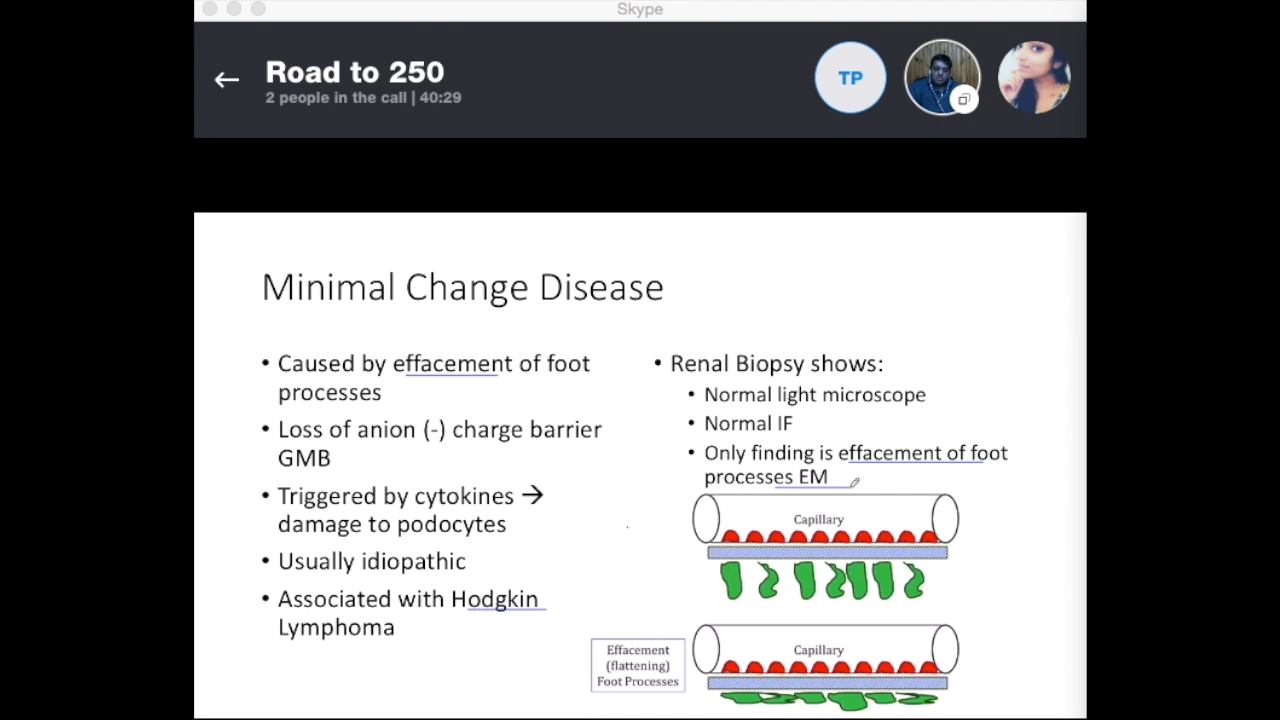 Skype
Road to 250
2 people in the call | 40:29
TP
Minimal Change Disease
• Caused by effacement of foot
processes
• Loss of anion (-) charge barrier
GMB
• Triggered by cytokines →
damage to podocytes
• Usually idiopathic
• Associated with Hodgkin
Lymphoma
• Renal Biopsy shows:
• Normal light microscope
• Normal IF
• Only finding is effacement of foot
processes EM
Capillary
Effacement
(flattening)
Foot Processes
Capillary